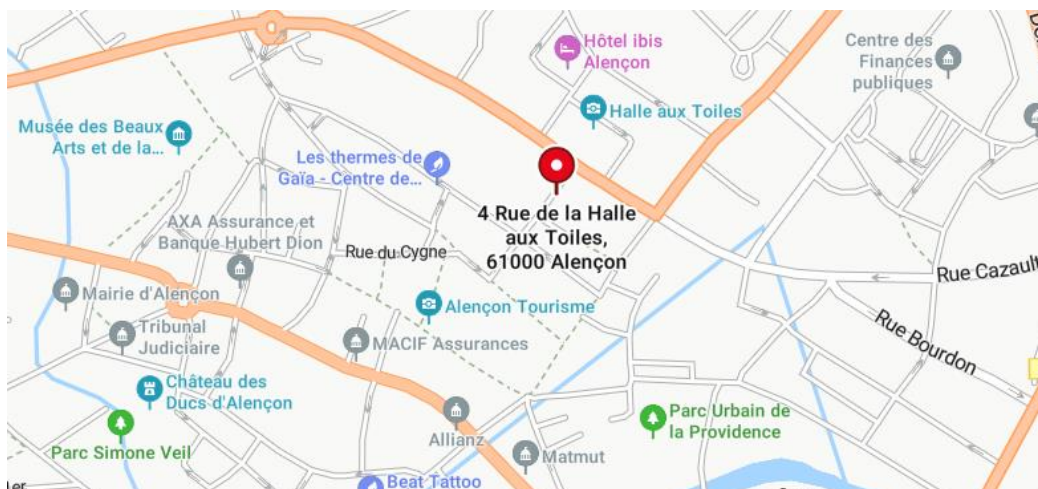 Hôtel ibis
Alençon
Centre des
Finances
publiques
Halle aux Toiles
Musée des Beaux
Arts et de la...
Les thermes de
Gaïa - Centre de...
4 Rue de la Halle
aux Toiles,
61000 Alençon
AXA Assurance et
Banque Hubert Dion
Rue du Cygne
Rue Cazault
Mairie d'Alençon
Alençon Tourisme
Tribunal
Judiciaire
MACIF Assurances
Rue Bourdon
Château des
Ducs d'Alençon
Parc Urbain de
la Providence
Allianz
Parc Simone Veil
Matmut
Beat Tattoo